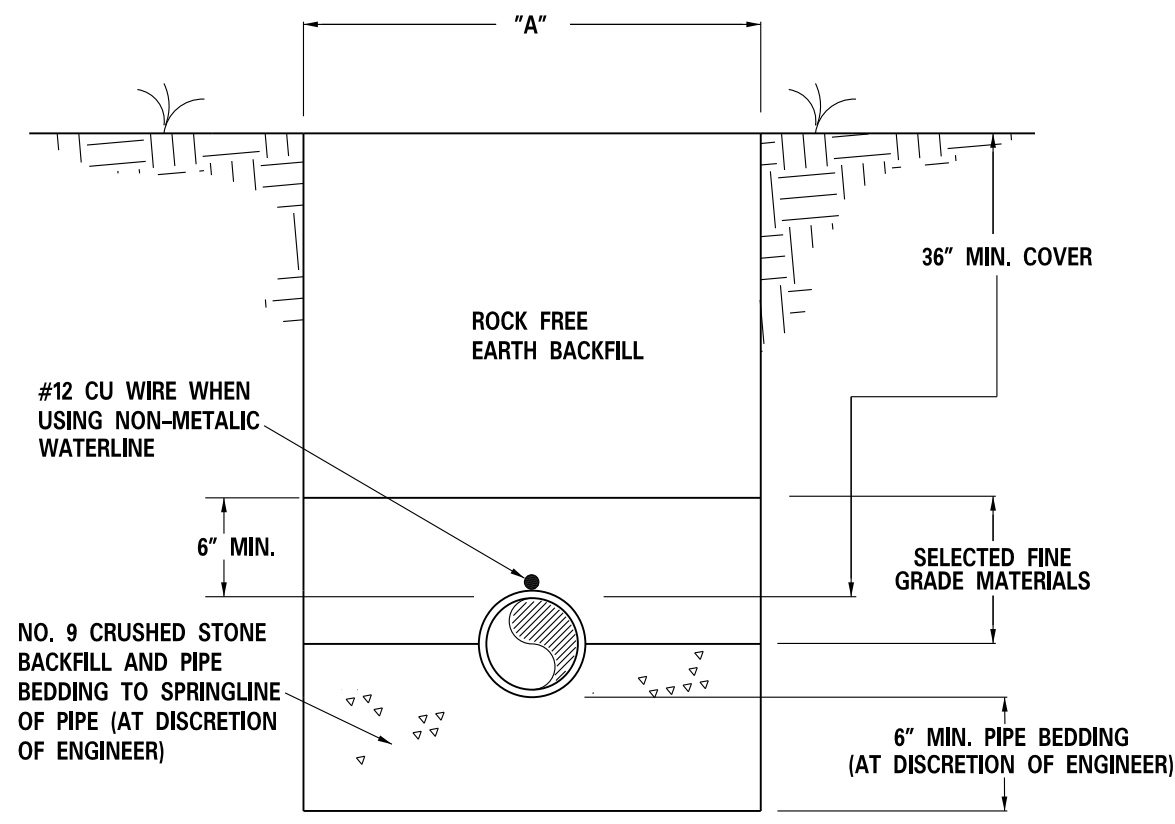 "A"
36" MIN. COVER
ROCK FREE
EARTH BACKFILL
#12 CU WIRE WHEN
USING NON-METALIC
WATERLINE
6" MIN.
SELECTED FINE
GRADE MATERIALS
NO. 9 CRUSHED STONE
BACKFILL AND PIPE
BEDDING TO SPRINGLINE
OF PIPE (AT DISCRETION
OF ENGINEER)
6" MIN. PIPE BEDDING
(AT DISCRETION OF ENGINEER)